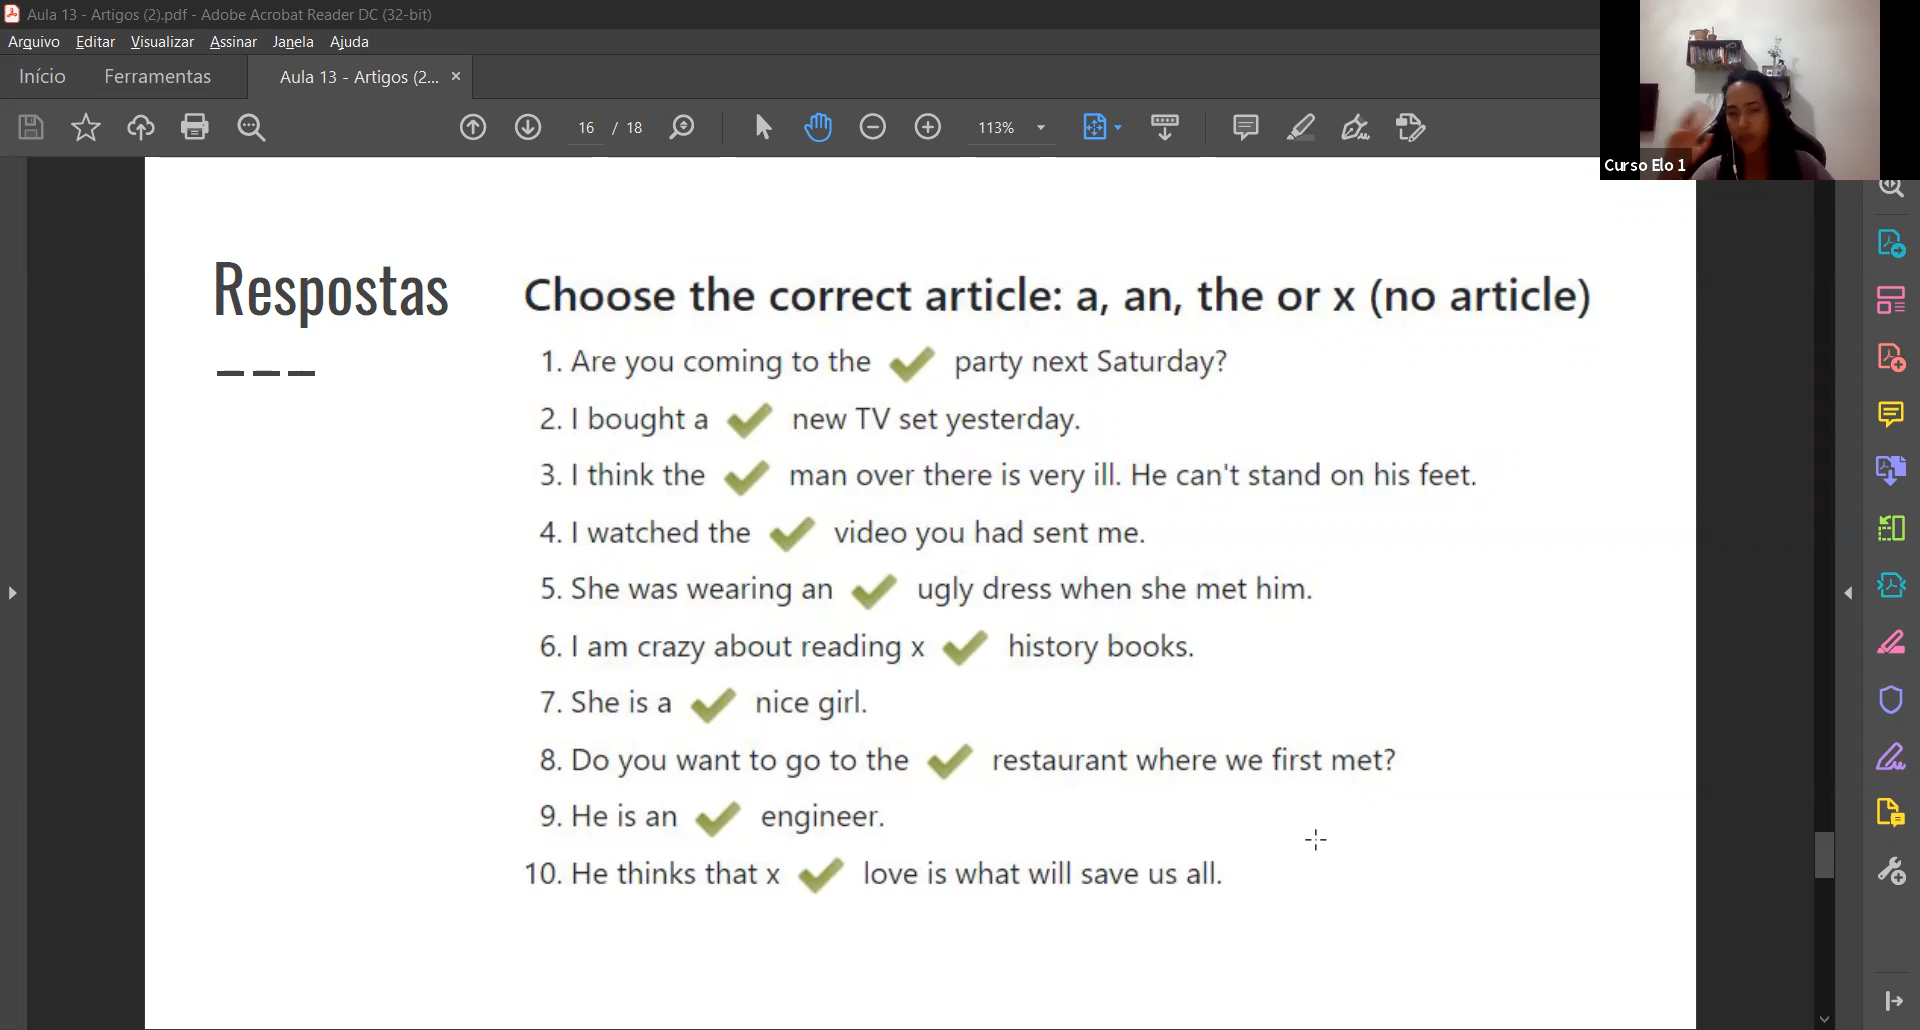 Aula 13 - Artigos (2).pdf - Adobe Acrobat Reader DC (32-bit)
Arquivo Editar Visualizar Assinar Janela Ajuda
Início Ferramentas Aula 13 - Artigos (2... ×
16 / 18 113%
Curso Elo 1
Respostas
Choose the correct article: a, an, the or x (no article)
1. Are you coming to the ✔ party next Saturday?
2. I bought a ✔ new TV set yesterday.
3. I think the ✔ man over there is very ill. He can't stand on his feet.
4. I watched the ✔ video you had sent me.
5. She was wearing an ✔ ugly dress when she met him.
6. I am crazy about reading x ✔ history books.
7. She is a ✔ nice girl.
8. Do you want to go to the ✔ restaurant where we first met?
9. He is an ✔ engineer.
10. He thinks that x ✔ love is what will save us all.